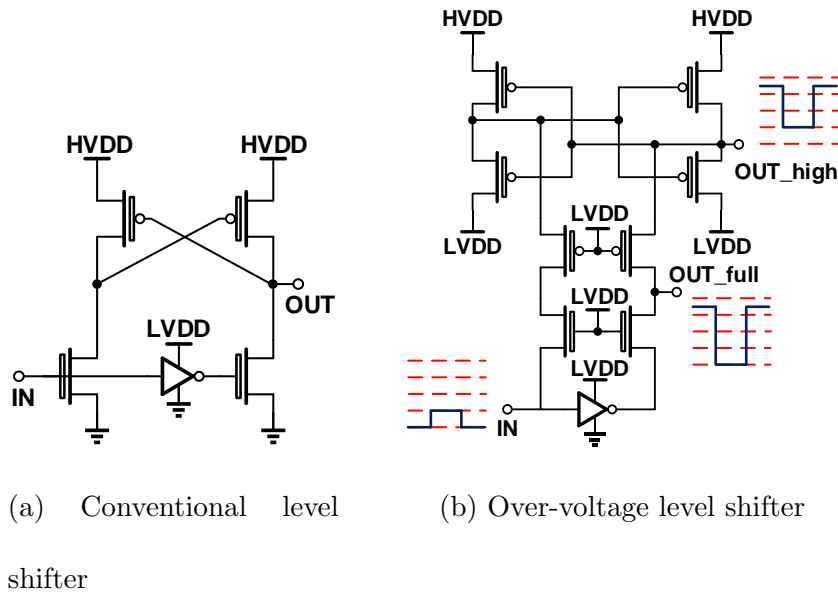 HVDD HVDD
LVDD
IN
OUT
HVDD HVDD
OUT_high
LVDD LVDD LVDD
OUT_full
LVDD
LVDD
IN
(a) Conventional level
shifter
(b) Over-voltage level shifter